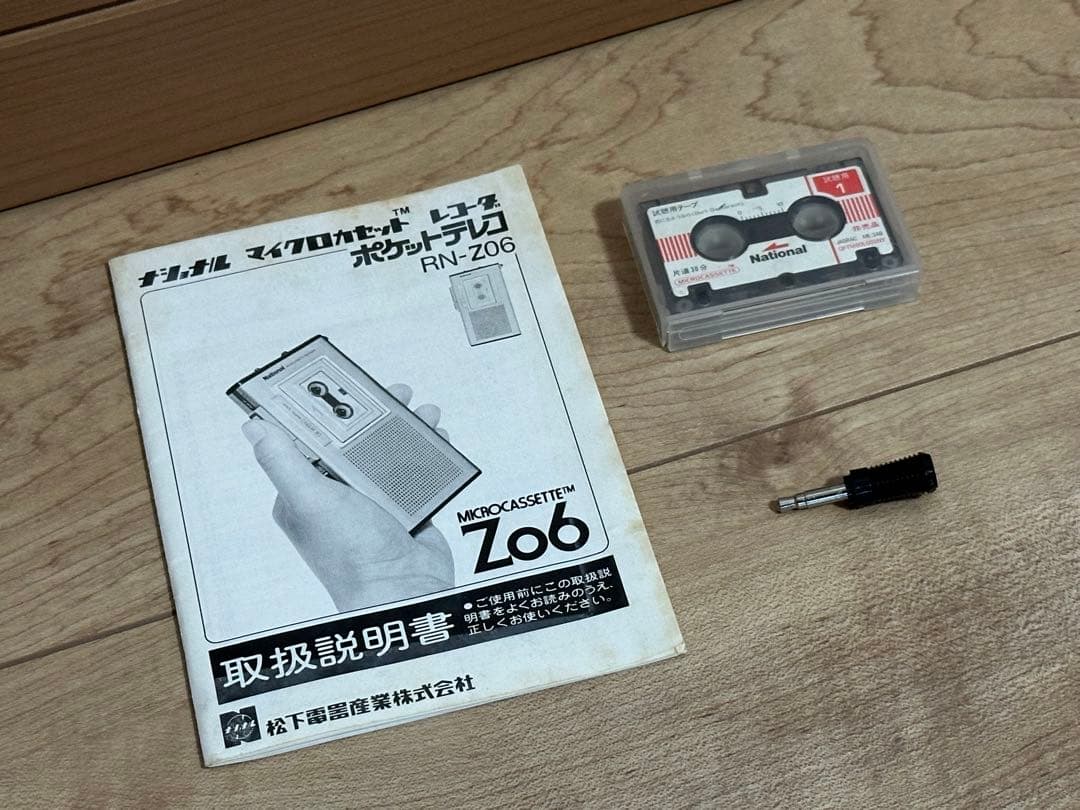 ナショナル マイクロカセット™ レコーダ
ポケットテレコ
RN-Z06
National
MICROCASSETTE™
Zo6
取扱説明書
●ご使用前にこの取扱説
明書をよくお読みのうえ、
正しくお使いください。
松下電器産業株式会社
試聴用テープ
試聴用
1
非売品
National
片道30分
MICROCASSETTE
JASRAC